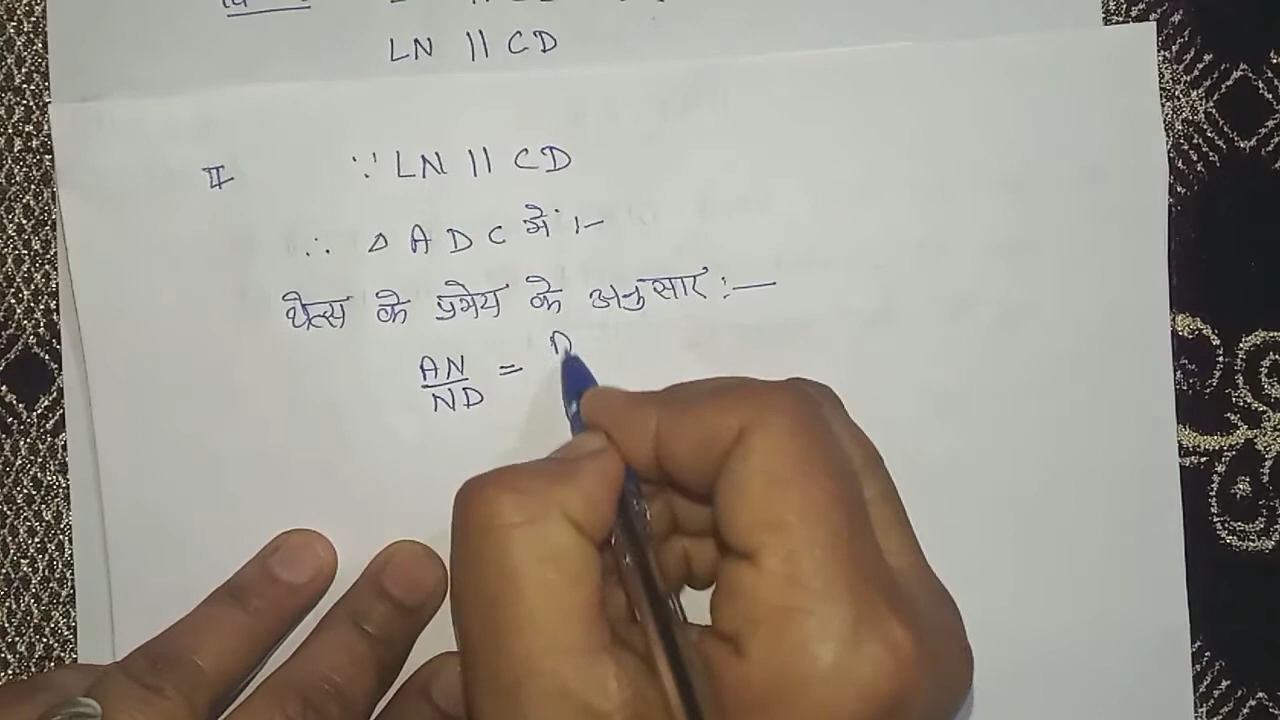 LN || CD
II ∵ LN || CD
∴ Δ ADC में :-
थेल्स के प्रमेय के अनुसार :—
AN/ND =